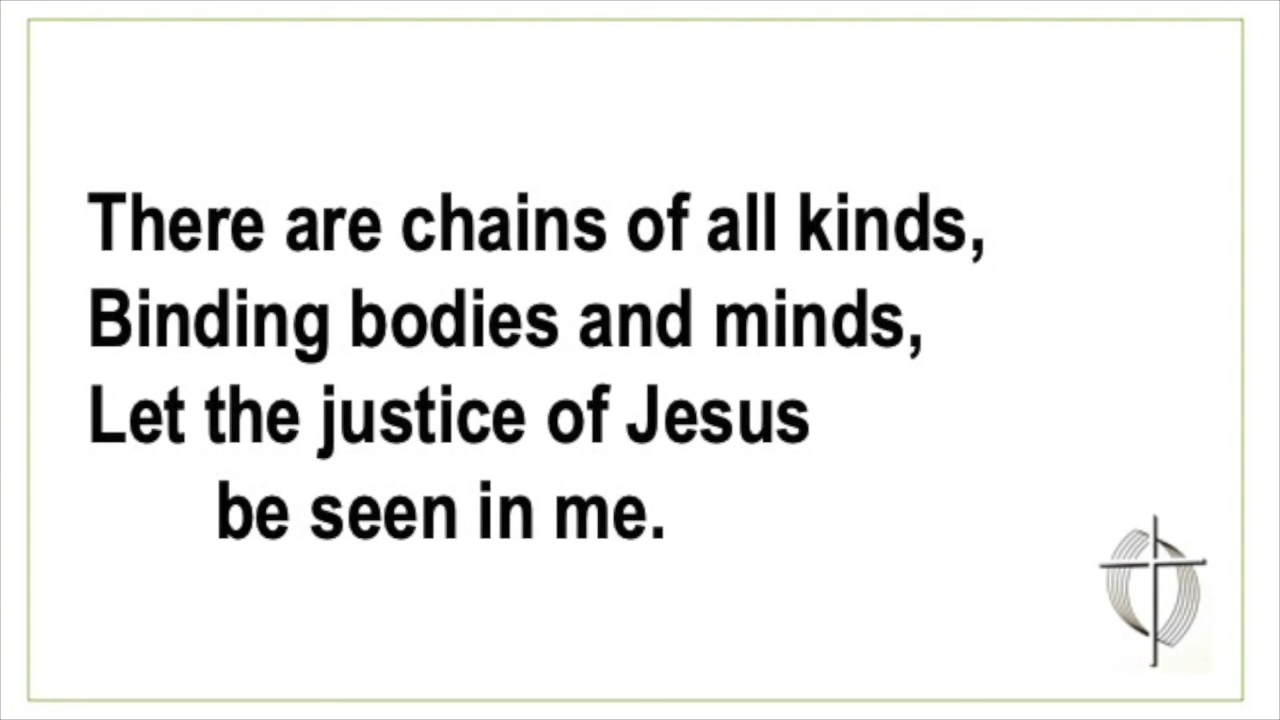 There are chains of all kinds,
Binding bodies and minds,
Let the justice of Jesus
be seen in me.